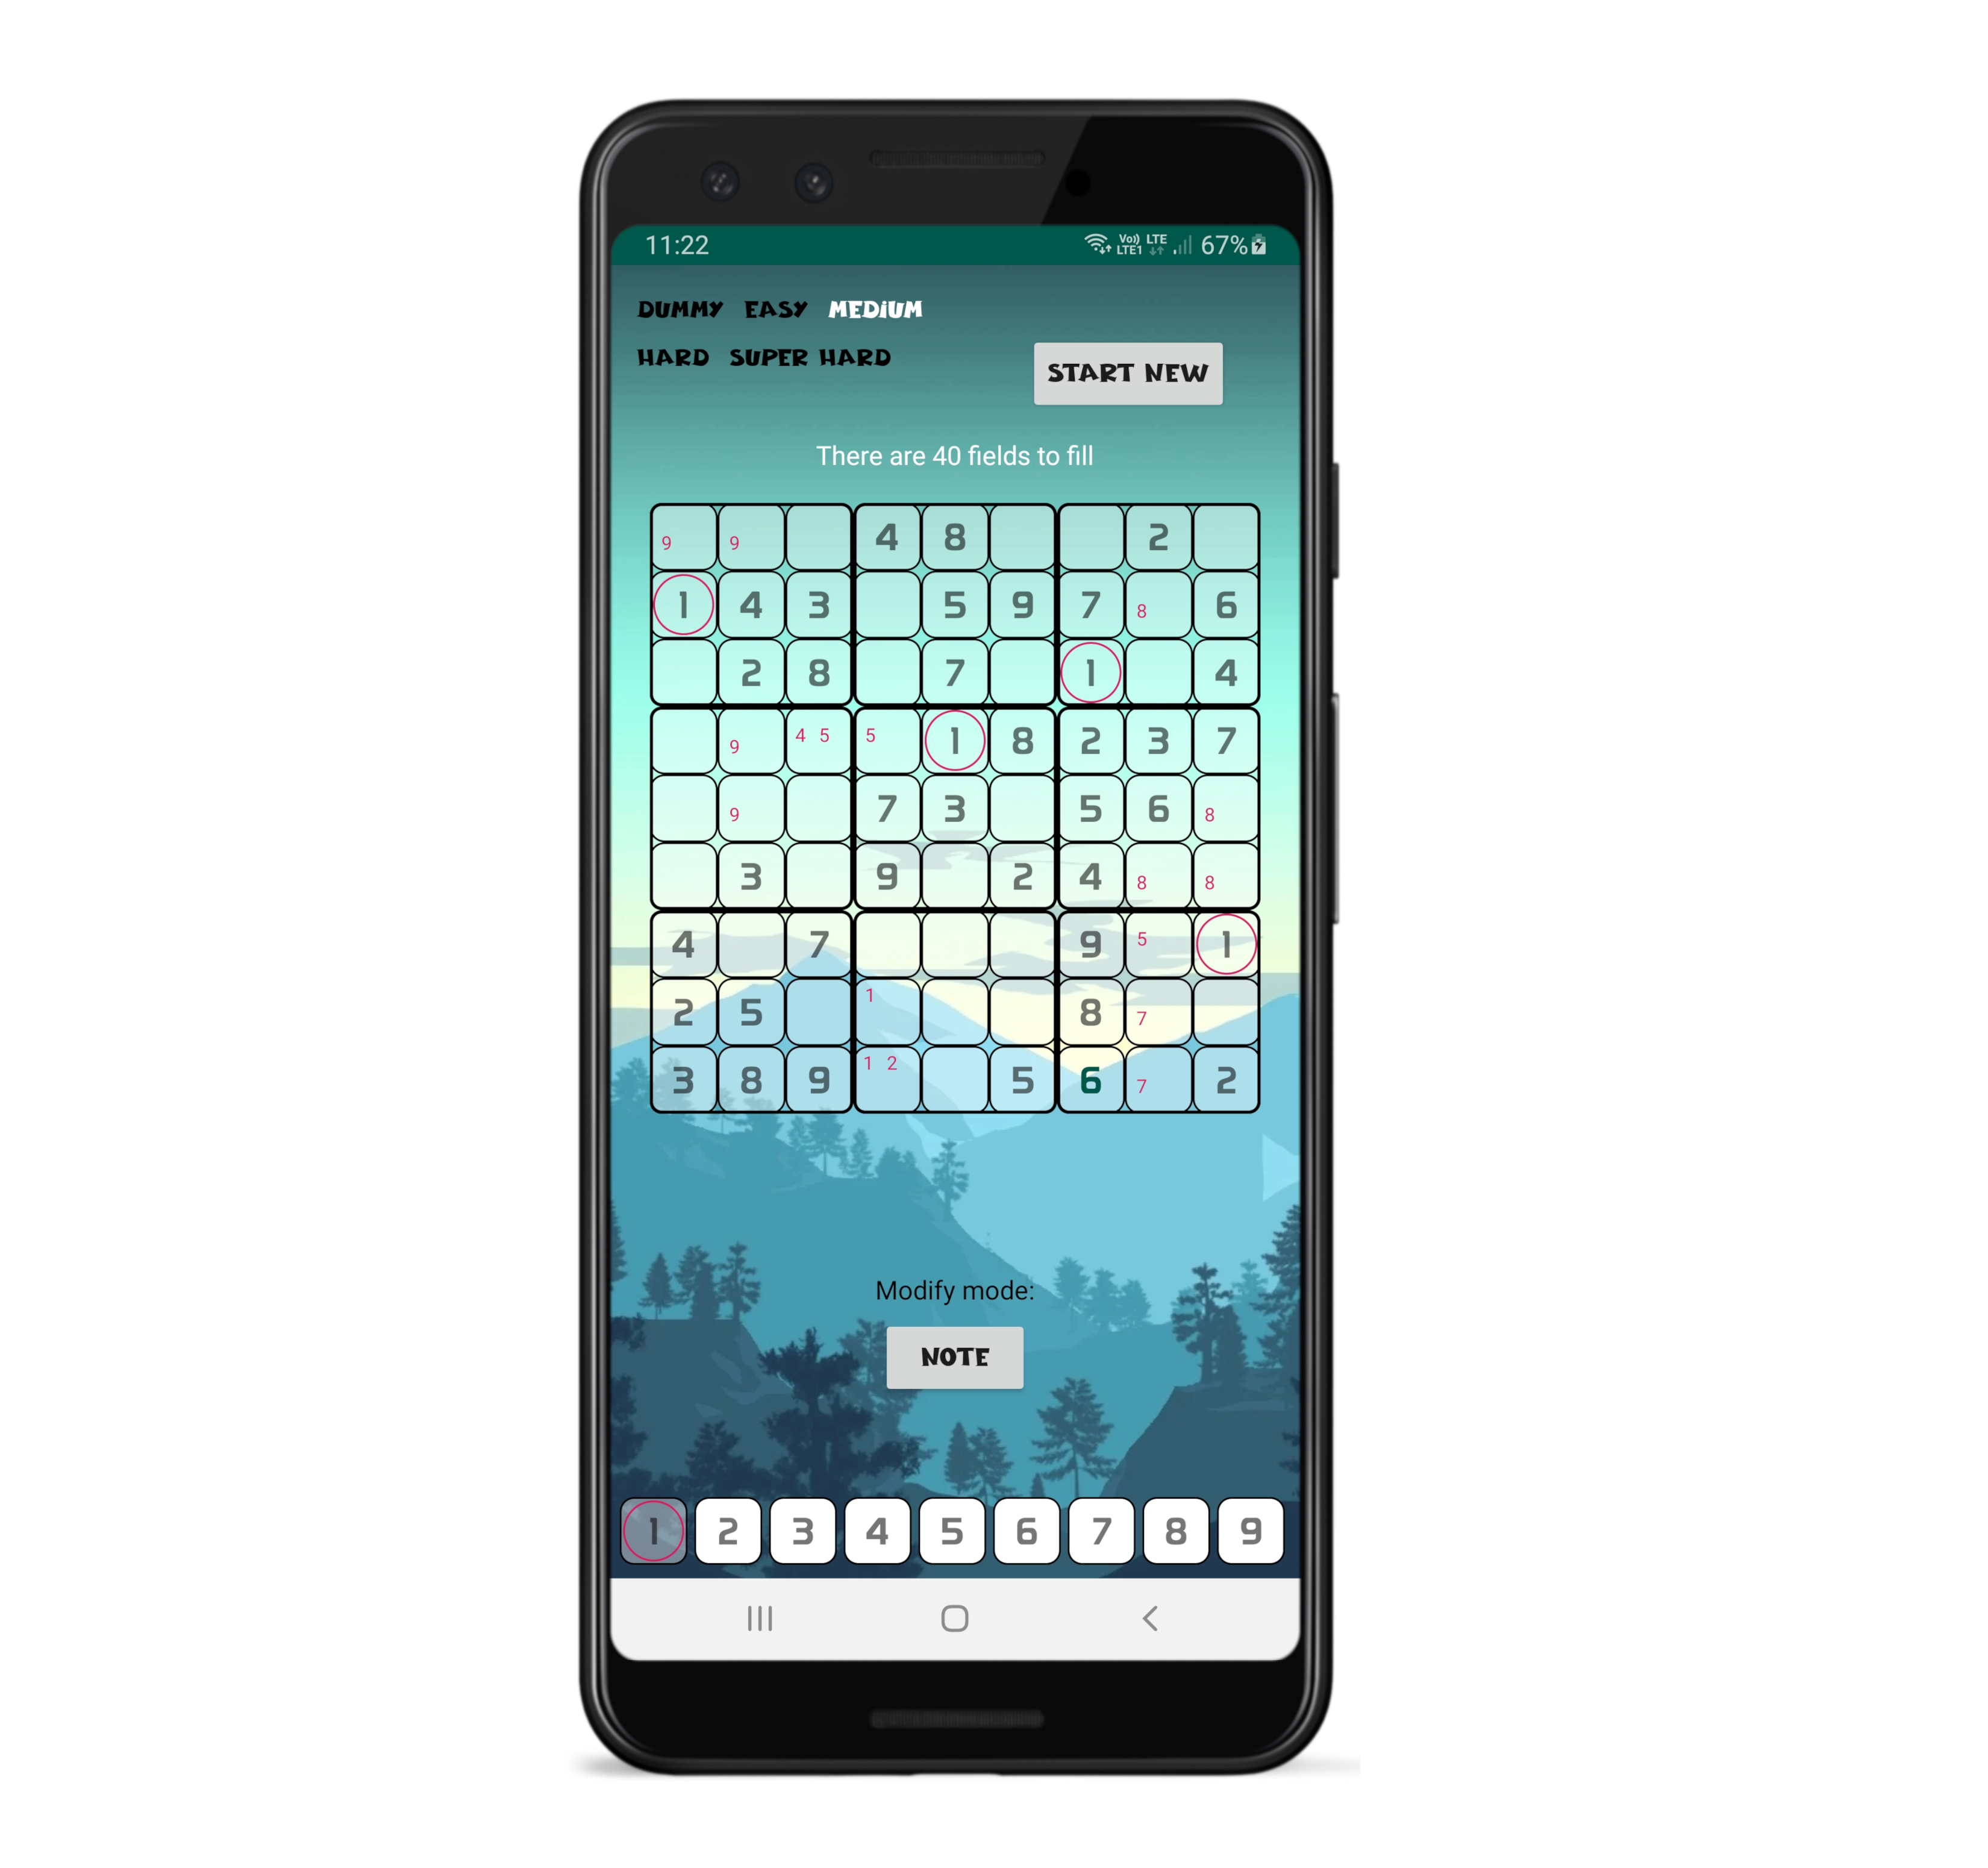 11:22 Vo)) LTE LTE1 67%
DUMMY EASY MEDiUM
HARD SUPER HARD
START NEW
There are 40 fields to fill
9 9 4 8 2
1 4 3 5 9 7 8 6
2 8 7 1 4
9 4 5 5 1 8 2 3 7
9 7 3 5 6 8
3 9 2 4 8 8
4 7 9 5 1
2 5 1 8 7
3 8 9 1 2 5 6 7 2
Modify mode:
NOTE
1 2 3 4 5 6 7 8 9